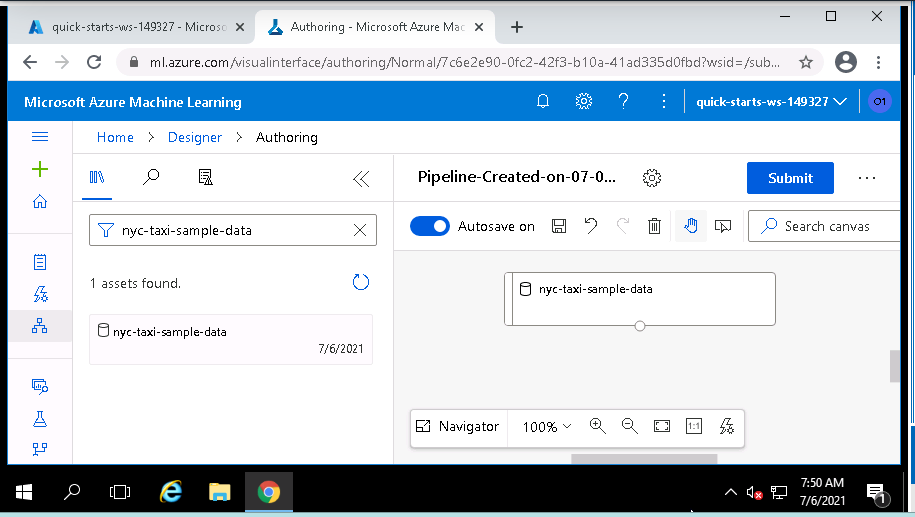 quick-starts-ws-149327 - Microso
Authoring - Microsoft Azure Mac
ml.azure.com/visualinterface/authoring/Normal/7c6e2e90-0fc2-42f3-b10a-41ad335d0fbd?wsid=/sub...
Microsoft Azure Machine Learning
quick-starts-ws-149327
O1
Home > Designer > Authoring
Pipeline-Created-on-07-0...
Submit
nyc-taxi-sample-data
Autosave on
Search canvas
1 assets found.
nyc-taxi-sample-data
nyc-taxi-sample-data
7/6/2021
Navigator
100%
1:1
7:50 AM
7/6/2021
1